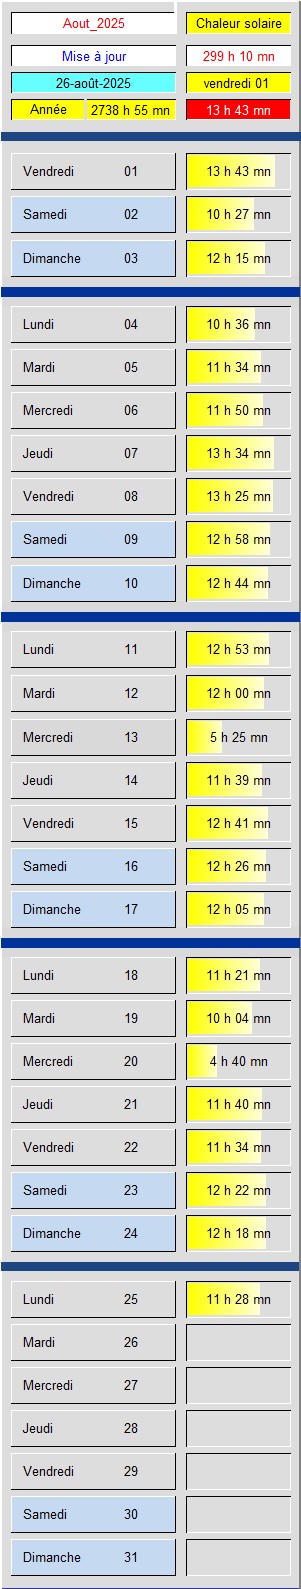 Aout_2025 Chaleur solaire
Mise à jour 299 h 10 mn
26-août-2025 vendredi 01
Année 2738 h 55 mn 13 h 43 mn
Vendredi 01 13 h 43 mn
Samedi 02 10 h 27 mn
Dimanche 03 12 h 15 mn
Lundi 04 10 h 36 mn
Mardi 05 11 h 34 mn
Mercredi 06 11 h 50 mn
Jeudi 07 13 h 34 mn
Vendredi 08 13 h 25 mn
Samedi 09 12 h 58 mn
Dimanche 10 12 h 44 mn
Lundi 11 12 h 53 mn
Mardi 12 12 h 00 mn
Mercredi 13 5 h 25 mn
Jeudi 14 11 h 39 mn
Vendredi 15 12 h 41 mn
Samedi 16 12 h 26 mn
Dimanche 17 12 h 05 mn
Lundi 18 11 h 21 mn
Mardi 19 10 h 04 mn
Mercredi 20 4 h 40 mn
Jeudi 21 11 h 40 mn
Vendredi 22 11 h 34 mn
Samedi 23 12 h 22 mn
Dimanche 24 12 h 18 mn
Lundi 25 11 h 28 mn
Mardi 26
Mercredi 27
Jeudi 28
Vendredi 29
Samedi 30
Dimanche 31